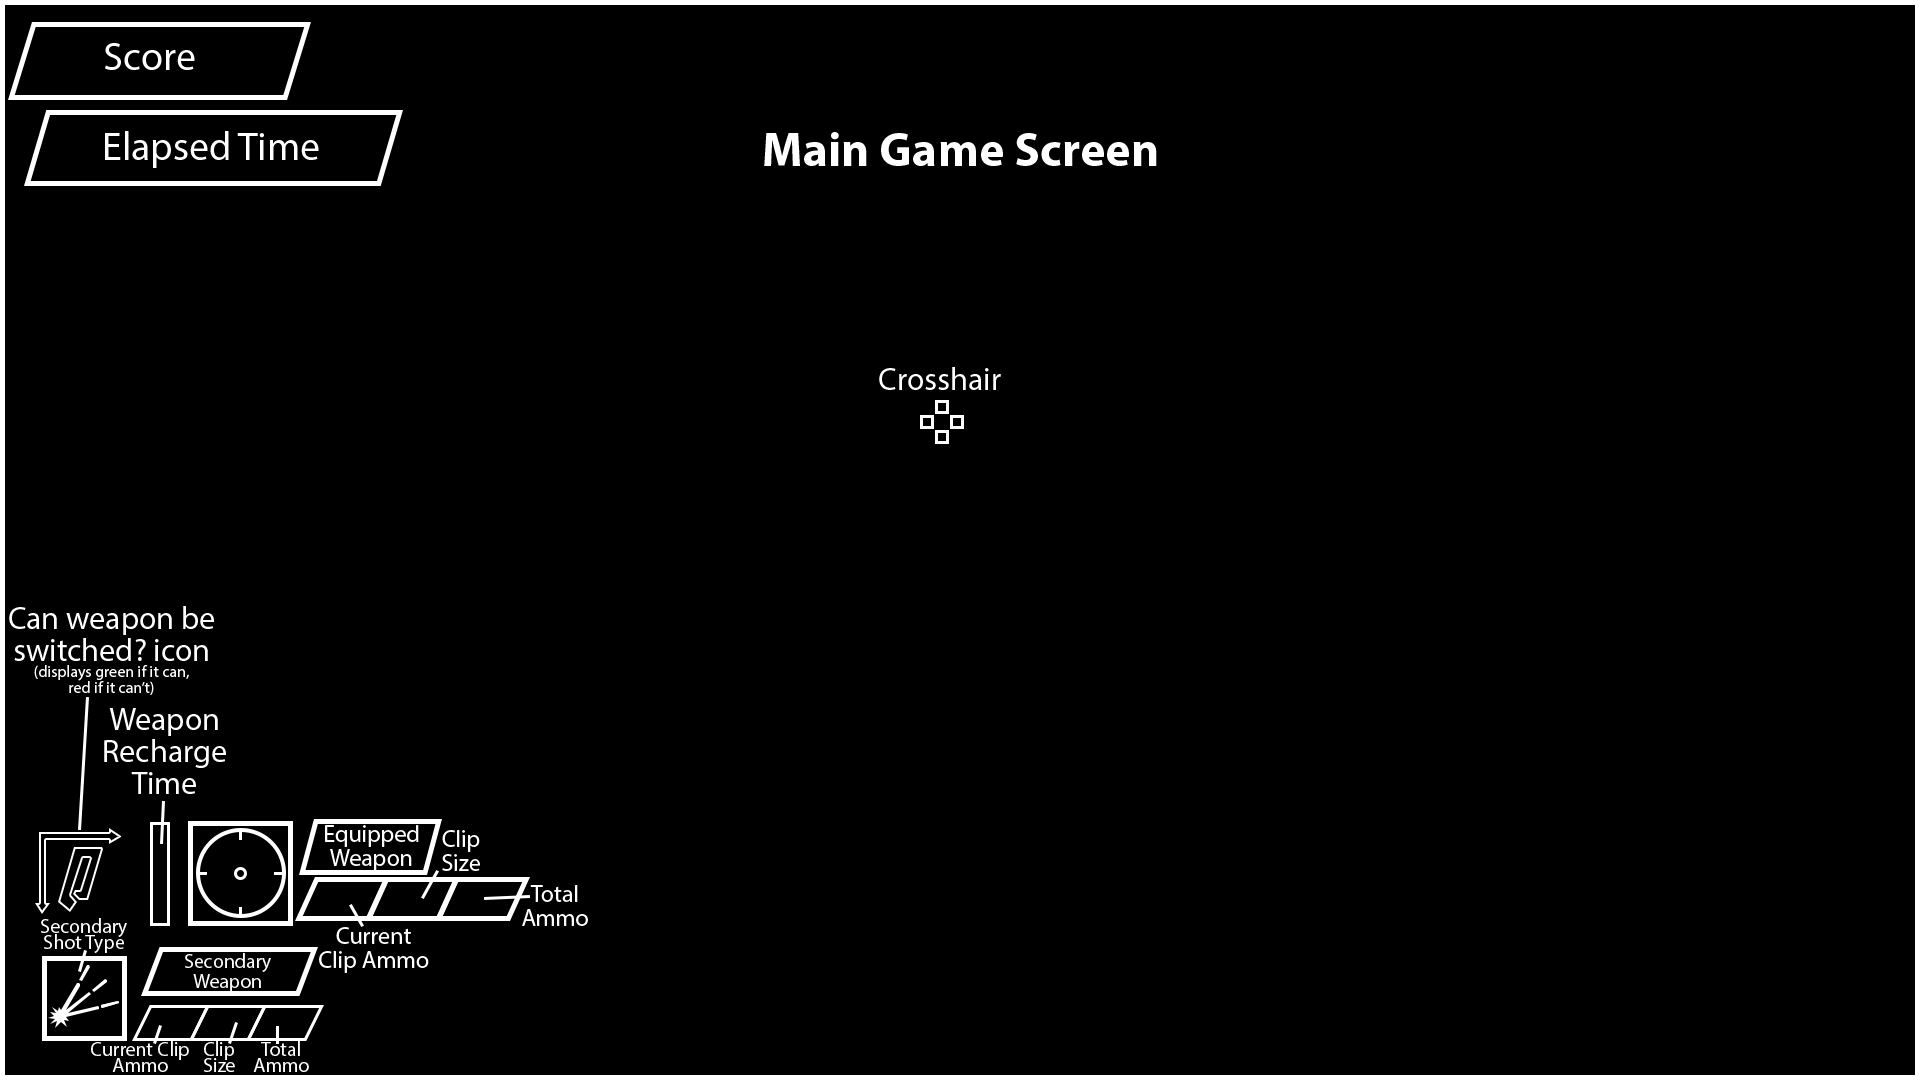 Score
Elapsed Time
Main Game Screen
Crosshair
Can weapon be
switched? icon
(displays green if it can,
red if it can't)
Weapon
Recharge
Time
Equipped
Weapon
Clip
Size
Total
Ammo
Current
Clip Ammo
Secondary
Shot Type
Secondary
Weapon
Current Clip
Ammo
Clip
Size
Total
Ammo